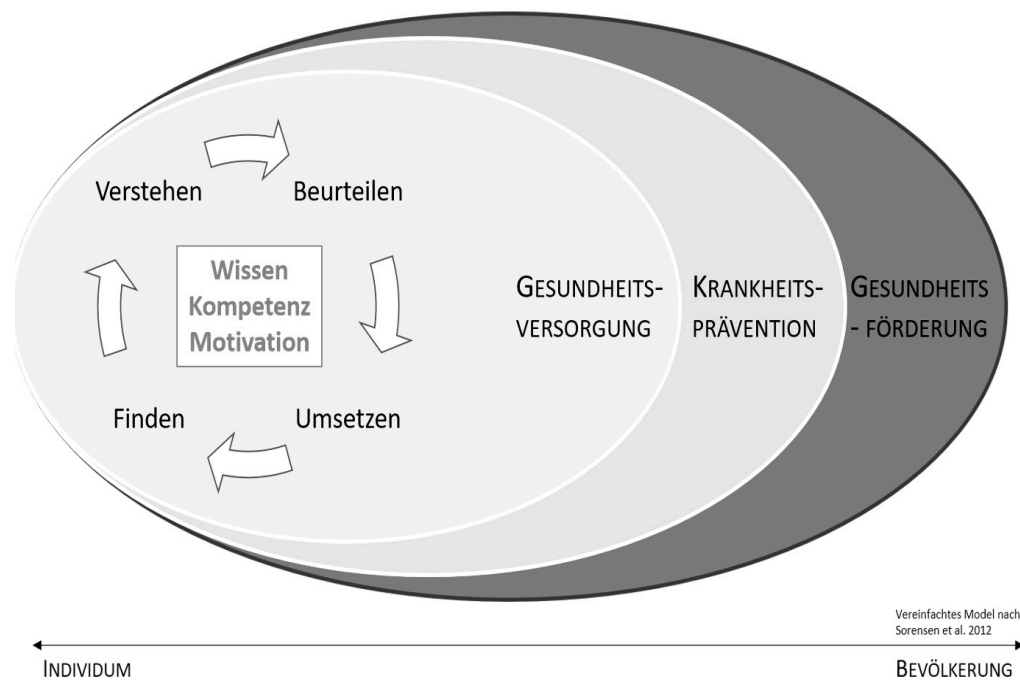 Verstehen
Beurteilen
Wissen
Kompetenz
Motivation
Finden
Umsetzen
GESUNDHEITS-
VERSORGUNG
KRANKHEITS-
PRÄVENTION
GESUNDHEITS
- FÖRDERUNG
Vereinfachtes Model nach
Sorensen et al. 2012
INDIVIDUM
BEVÖLKERUNG